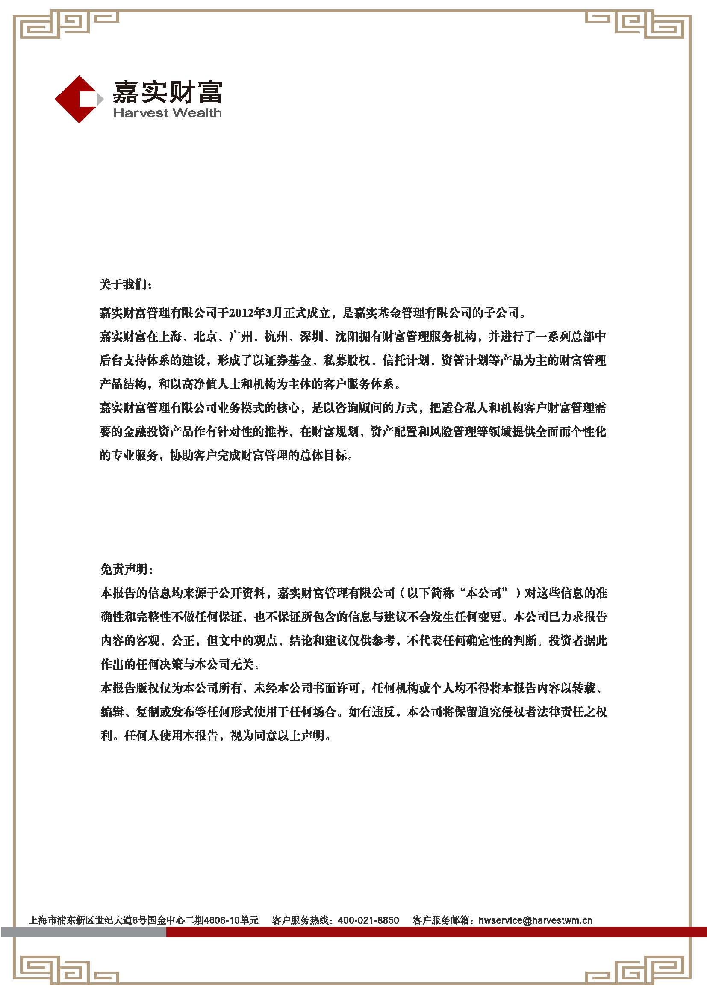 嘉实财富
Harvest Wealth
关于我们：
嘉实财富管理有限公司于2012年3月正式成立，是嘉实基金管理有限公司的子公司。
嘉实财富在上海、北京、广州、杭州、深圳、沈阳拥有财富管理服务机构，并进行了一系列总部中
后台支持体系的建设，形成了以证券基金、私募股权、信托计划、资管计划等产品为主的财富管理
产品结构，和以高净值人士和机构为主体的客户服务体系。
嘉实财富管理有限公司业务模式的核心，是以咨询顾问的方式，把适合私人和机构客户财富管理需
要的金融投资产品作有针对性的推荐，在财富规划、资产配置和风险管理等领域提供全面而个性化
的专业服务，协助客户完成财富管理的总体目标。
免责声明：
本报告的信息均来源于公开资料，嘉实财富管理有限公司（以下简称“本公司”）对这些信息的准
确性和完整性不做任何保证，也不保证所包含的信息与建议不会发生任何变更。本公司已力求报告
内容的客观、公正，但文中的观点、结论和建议仅供参考，不代表任何确定性的判断。投资者据此
作出的任何决策与本公司无关。
本报告版权仅为本公司所有，未经本公司书面许可，任何机构或个人均不得将本报告内容以转载、
编辑、复制或发布等任何形式使用于任何场合。如有违反，本公司将保留追究侵权者法律责任之权
利。任何人使用本报告，视为同意以上声明。
上海市浦东新区世纪大道8号国金中心二期4606-10单元 客户服务热线：400-021-8850 客户服务邮箱：hwservice@harvestwm.cn